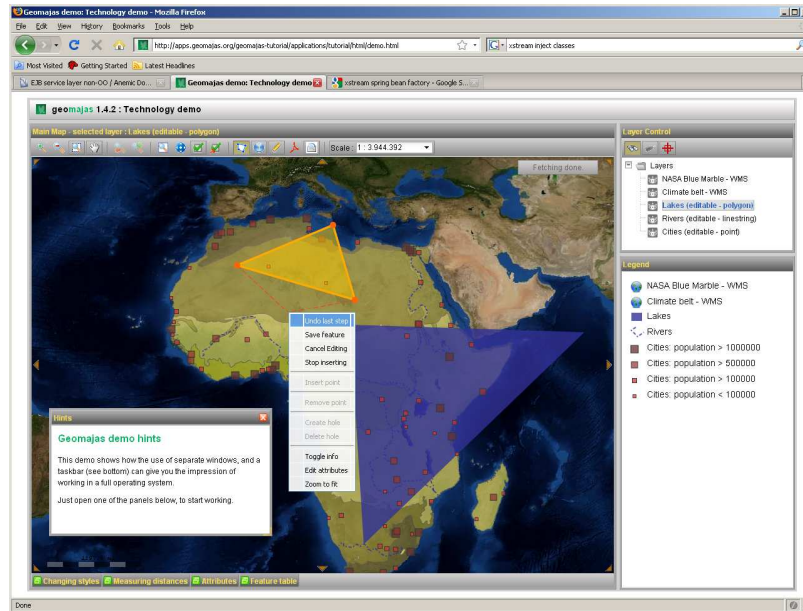 Geomajas demo: Technology demo - Mozilla Firefox
File Edit View History Bookmarks Tools Help
http://apps.geomajas.org/geomajas-tutorial/applications/tutorial/html/demo.html
xstream inject classes
Most Visited Getting Started Latest Headlines
EJB service layer non-OO / Anemic Do...
Geomajas demo: Technology demo
xstream spring bean factory - Google S...
geomajas 1.4.2 : Technology demo
Main Map - selected layer : Lakes (editable - polygon)
Scale : 1 : 3.944.392
Fetching done
Undo last step
Save feature
Cancel Editing
Stop inserting
Insert point
Remove point
Create hole
Delete hole
Toggle info
Edit attributes
Zoom to fit
Hints
Geomajas demo hints
This demo shows how the use of separate windows, and a
taskbar (see bottom) can give you the impression of
working in a full operating system.
Just open one of the panels below, to start working.
Changing styles Measuring distances Attributes Feature table
Layer Control
Layers
NASA Blue Marble - WMS
Climate belt - WMS
Lakes (editable - polygon)
Rivers (editable - linestring)
Cities (editable - point)
Legend
NASA Blue Marble - WMS
Climate belt - WMS
Lakes
Rivers
Cities: population > 1000000
Cities: population > 500000
Cities: population > 100000
Cities: population < 100000
Done